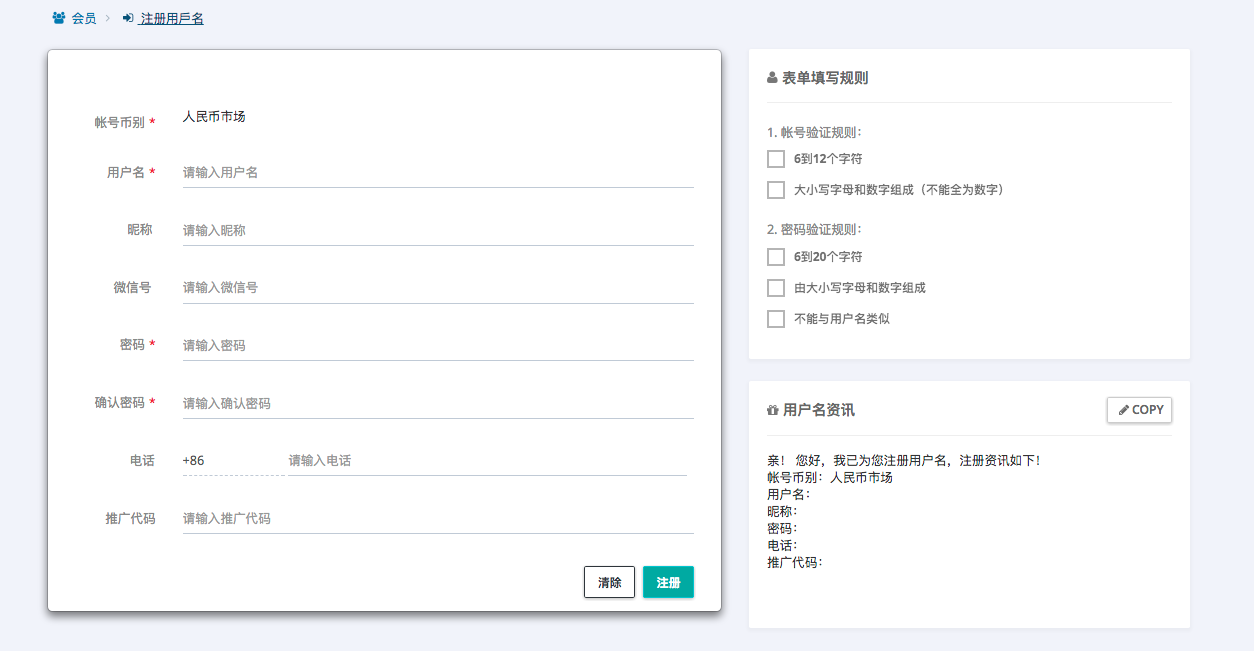 会员 > 注册用戶名
帐号币别 * 人民币市场
用户名 * 请输入用户名
昵称 请输入昵称
微信号 请输入微信号
密码 * 请输入密码
确认密码 * 请输入确认密码
电话 +86 请输入电话
推广代码 请输入推广代码
清除 注册
表单填写规则
1. 帐号验证规则：
6到12个字符
大小写字母和数字组成（不能全为数字）
2. 密码验证规则：
6到20个字符
由大小写字母和数字组成
不能与用户名类似
用户名资讯 COPY
亲！ 您好，我已为您注册用户名，注册资讯如下！
帐号币别：人民币市场
用户名：
昵称：
密码：
电话：
推广代码：